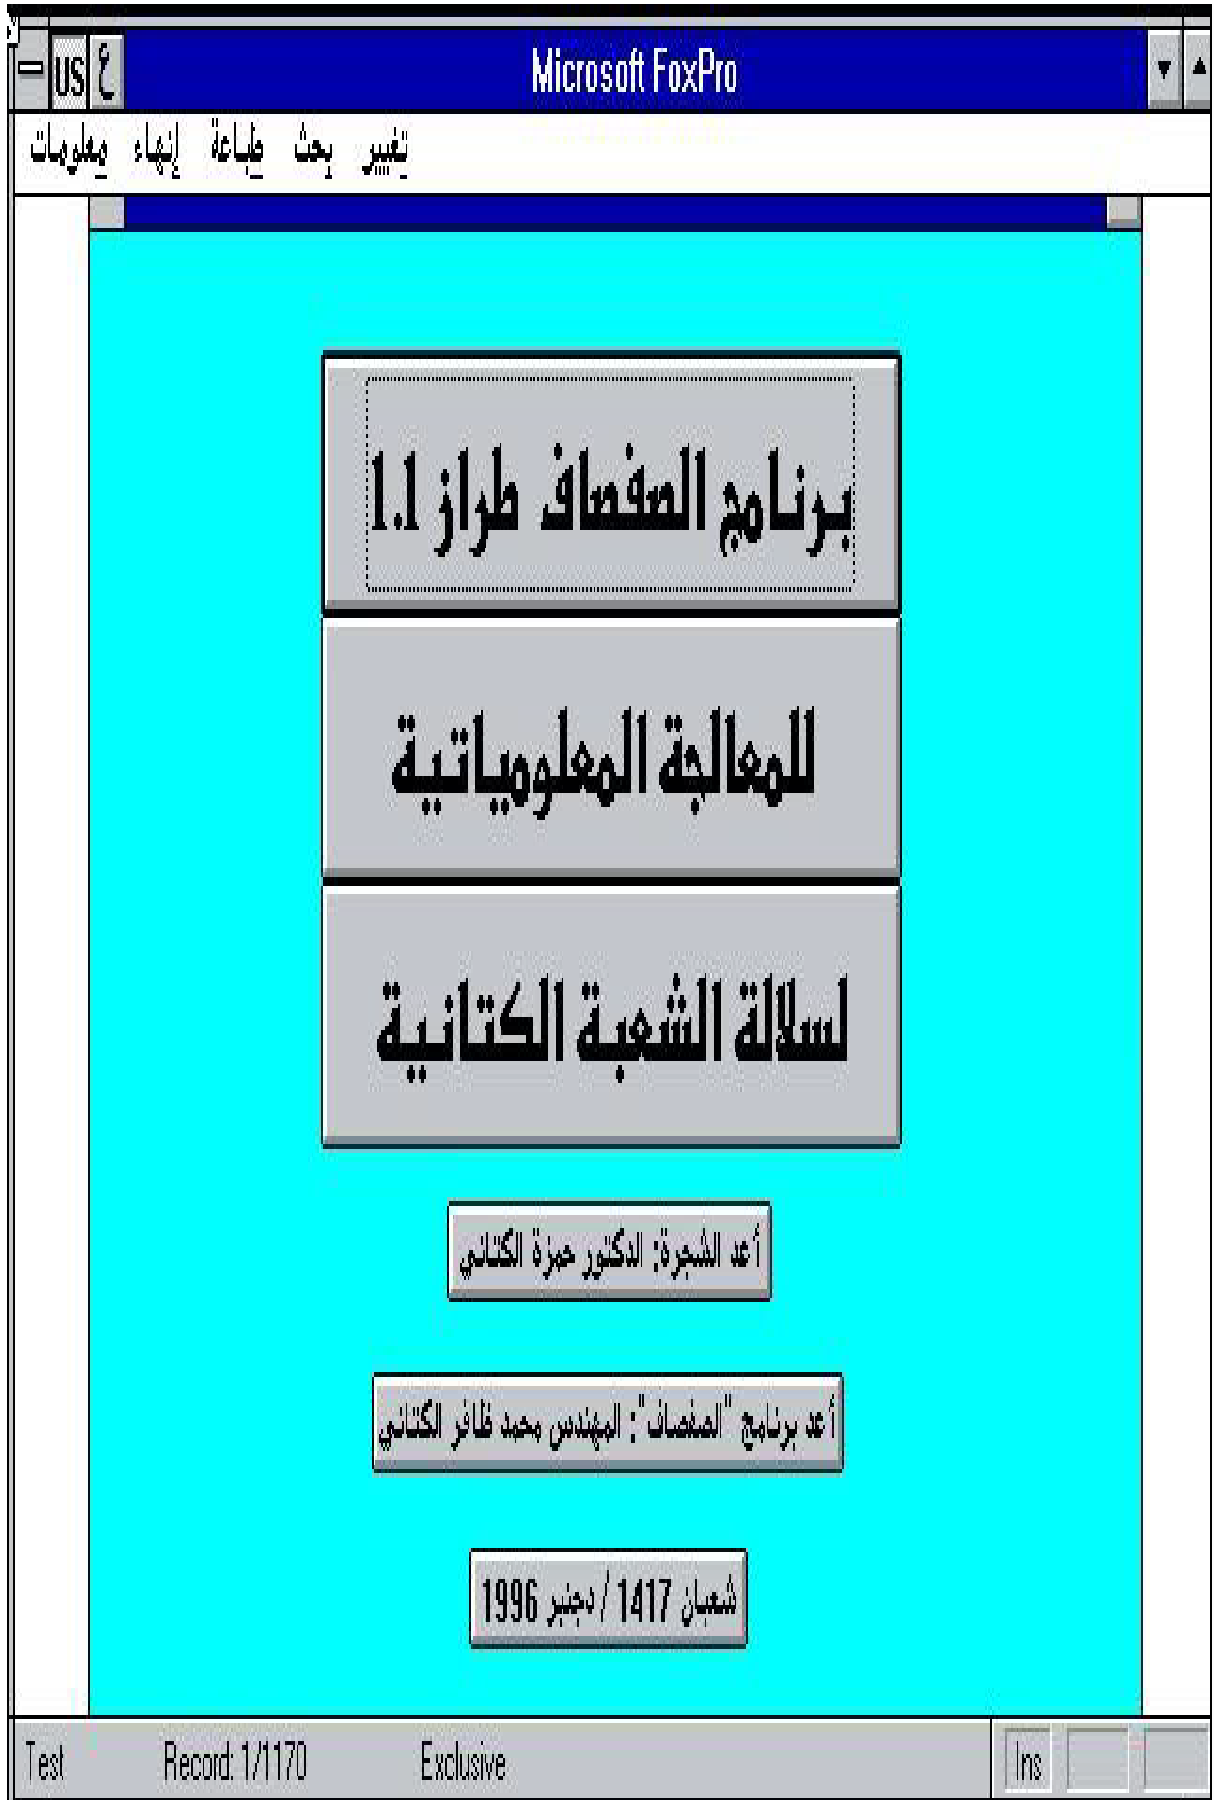 US ع Microsoft FoxPro
تغيير بحث طباعة إنهاء معلومات
برنامج الصفصاف طراز 1.1
للمعالجة المعلومياتية
لسلالة الشعبة الكتانية
أعد الشجرة: الدكتور حمزة الكتاني
أعد برنامج "الصفصاف": المهندس محمد ظافر الكتاني
شعبان 1417 / دجنبر 1996
Test Record: 1/1170 Exclusive Ins